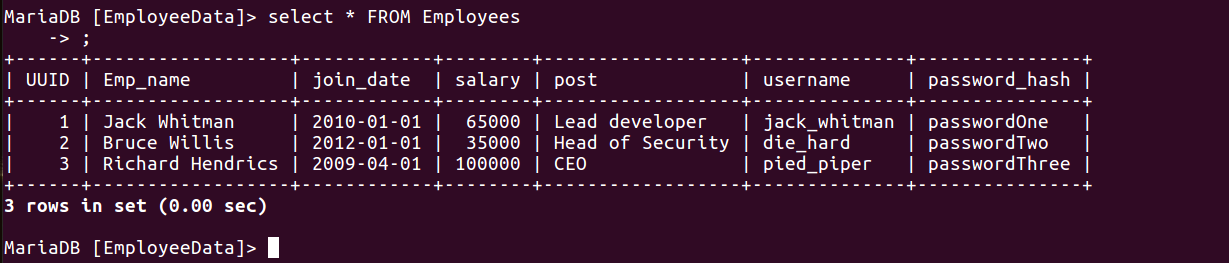 MariaDB [EmployeeData]> select * FROM Employees
    -> ;
+------+------------------+------------+--------+------------------+--------------+---------------+
| UUID | Emp_name         | join_date  | salary | post             | username     | password_hash |
+------+------------------+------------+--------+------------------+--------------+---------------+
|    1 | Jack Whitman     | 2010-01-01 |  65000 | Lead developer   | jack_whitman | passwordOne   |
|    2 | Bruce Willis     | 2012-01-01 |  35000 | Head of Security | die_hard     | passwordTwo   |
|    3 | Richard Hendrics | 2009-04-01 | 100000 | CEO              | pied_piper   | passwordThree |
+------+------------------+------------+--------+------------------+--------------+---------------+
3 rows in set (0.00 sec)

MariaDB [EmployeeData]>